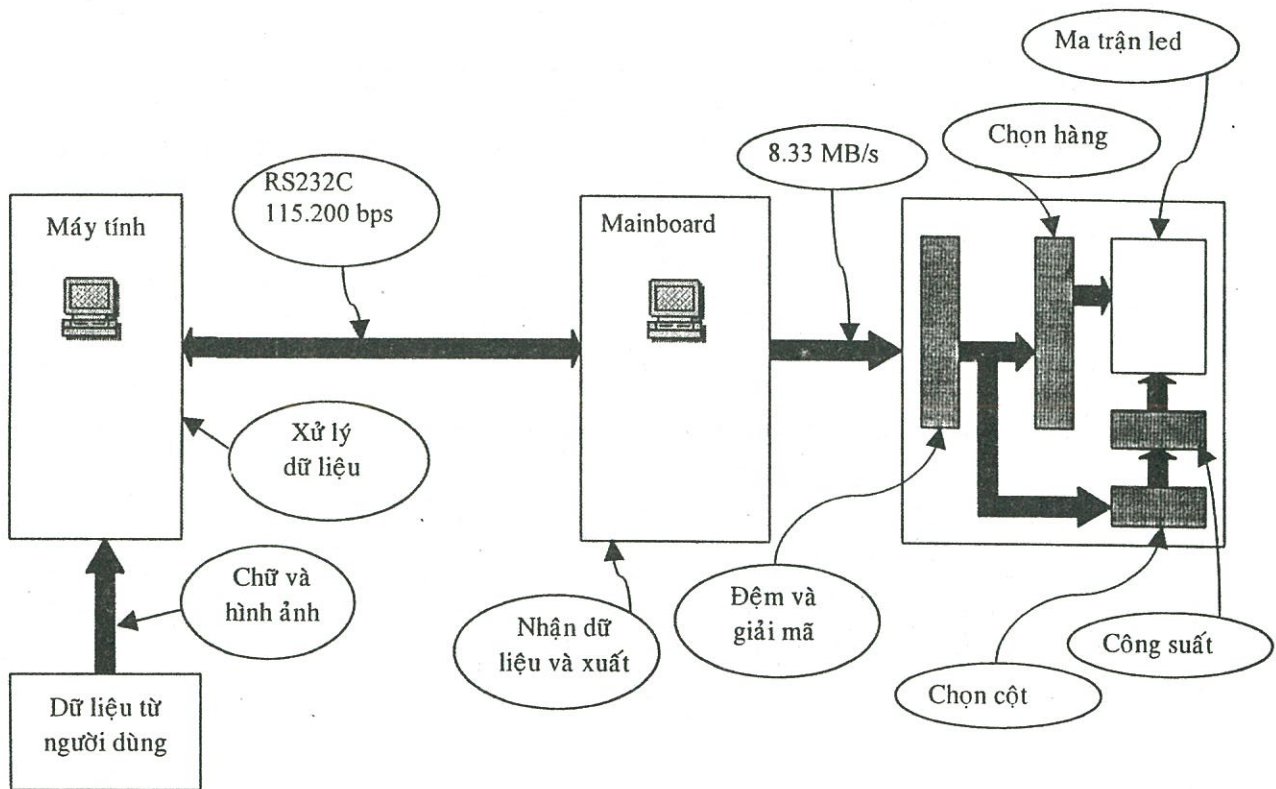 Ma trận led
Chọn hàng
8.33 MB/s
RS232C
115.200 bps
Máy tính
Mainboard
Xử lý
dữ liệu
Chữ và
hình ảnh
Nhận dữ
liệu và xuất
Đệm và
giải mã
Công suất
Chọn cột
Dữ liệu từ
người dùng